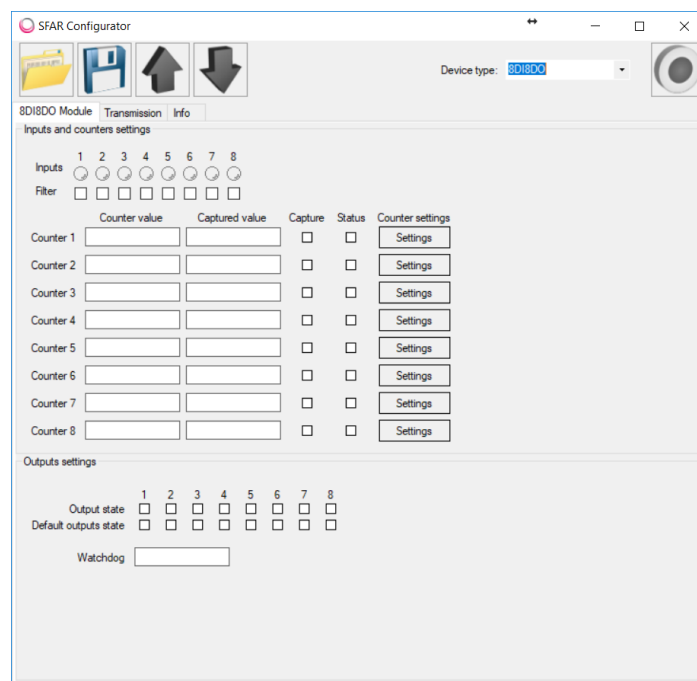 SFAR Configurator
Device type: 8DI8DO
8DI8DO Module Transmission Info
Inputs and counters settings
1 2 3 4 5 6 7 8
Inputs
Filter
Counter value Captured value Capture Status Counter settings
Counter 1 Settings
Counter 2 Settings
Counter 3 Settings
Counter 4 Settings
Counter 5 Settings
Counter 6 Settings
Counter 7 Settings
Counter 8 Settings
Outputs settings
1 2 3 4 5 6 7 8
Output state
Default outputs state
Watchdog